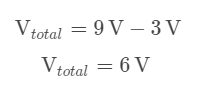 V_total = 9 V − 3 V
V_total = 6 V